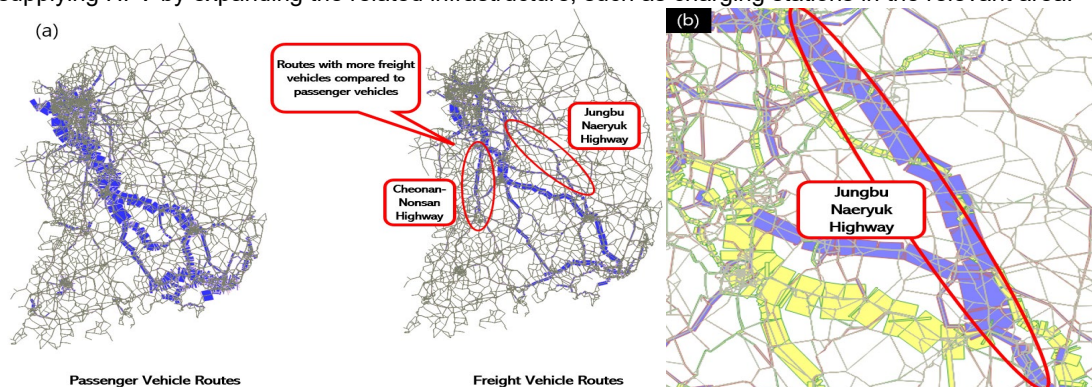 supplying HFV by expanding the related infrastructure, such as charging stations in the relevant area.
(a)
Routes with more freight
vehicles compared to
passenger vehicles
Jungbu
Naeryuk
Highway
Cheonan-
Nonsan
Highway
Passenger Vehicle Routes
Freight Vehicle Routes
(b)
Jungbu
Naeryuk
Highway